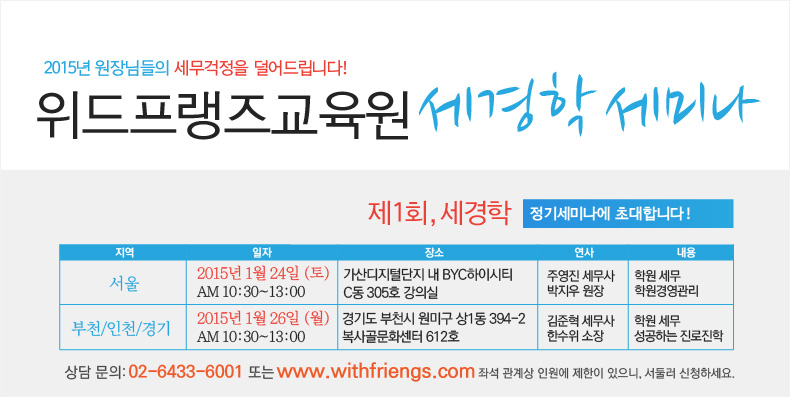 2015년 원장님들의 세무걱정을 덜어드립니다!
위드프랭즈교육원 세경학 세미나
제1회, 세경학 정기세미나에 초대합니다!
지역 일자 장소 연사 내용
서울 2015년 1월 24일 (토) AM 10:30~13:00 가산디지털단지 내 BYC하이시티 C동 305호 강의실 주영진 세무사 박지우 원장 학원 세무 학원경영관리
부천/인천/경기 2015년 1월 26일 (월) AM 10:30~13:00 경기도 부천시 원미구 상1동 394-2 복사골문화센터 612호 김준혁 세무사 한수위 소장 학원 세무 성공하는 진로진학
상담 문의: 02-6433-6001 또는 www.withfriengs.com 좌석 관계상 인원에 제한이 있으니, 서둘러 신청하세요.